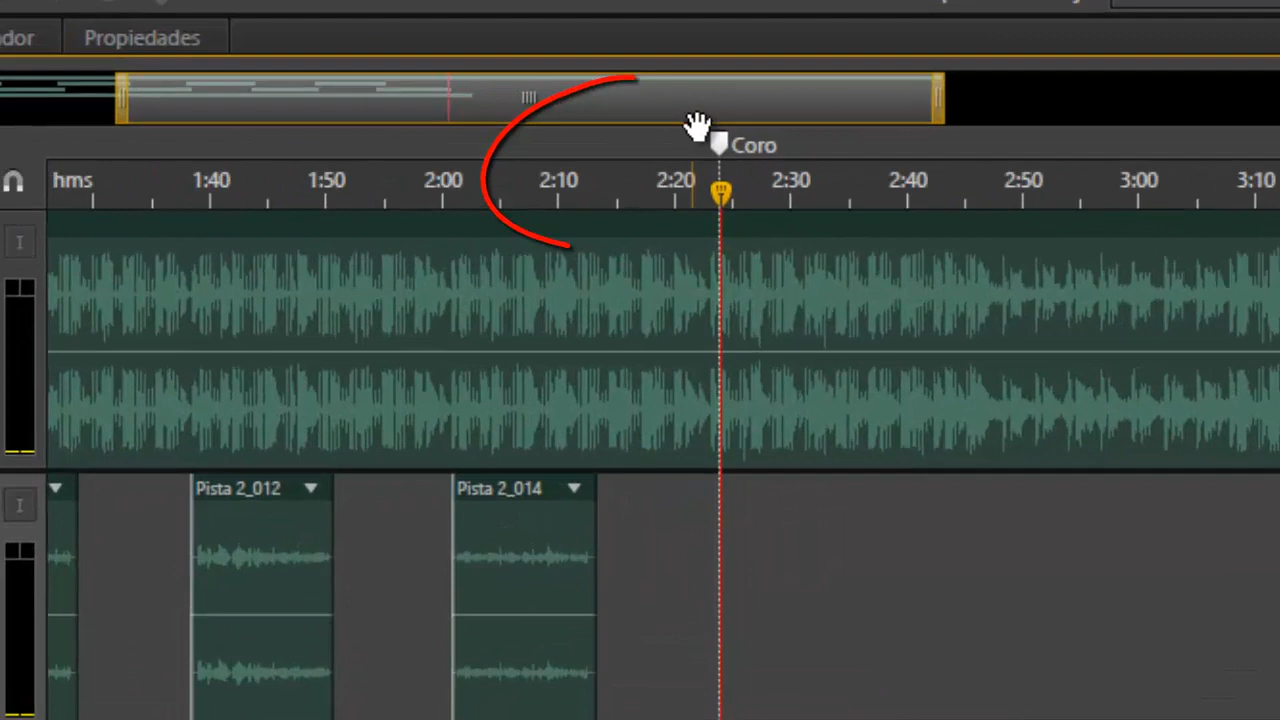 dor
Propiedades
Coro
hms 1:40 1:50 2:00 2:10 2:20 2:30 2:40 2:50 3:00 3:10
I
I
Pista 2_012 Pista 2_014